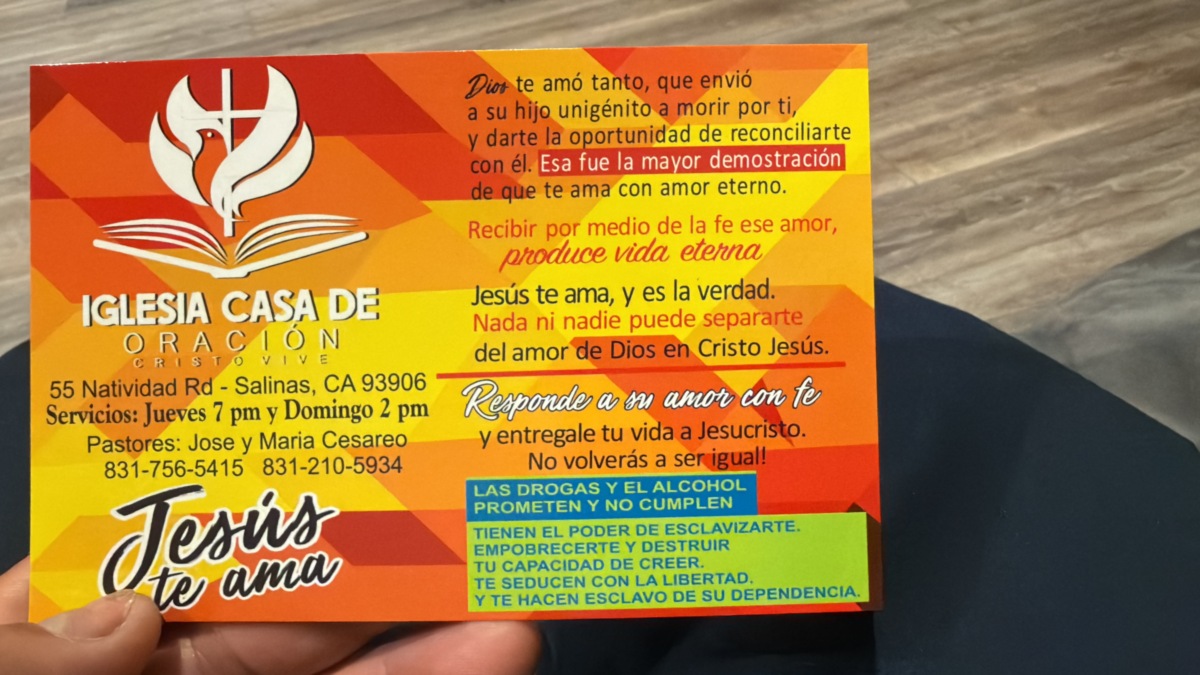 IGLESIA CASA DE
ORACIÓN
CRISTO VIVE
55 Natividad Rd - Salinas, CA 93906
Servicios: Jueves 7 pm y Domingo 2 pm
Pastores: Jose y Maria Cesareo
831-756-5415 831-210-5934
Jesús
te ama
Dios te amó tanto, que envió
a su hijo unigénito a morir por ti,
y darte la oportunidad de reconciliarte
con él. Esa fue la mayor demostración
de que te ama con amor eterno.
Recibir por medio de la fe ese amor,
produce vida eterna
Jesús te ama, y es la verdad.
Nada ni nadie puede separarte
del amor de Dios en Cristo Jesús.
Responde a su amor con fe
y entregale tu vida a Jesucristo.
No volverás a ser igual!
LAS DROGAS Y EL ALCOHOL
PROMETEN Y NO CUMPLEN
TIENEN EL PODER DE ESCLAVIZARTE.
EMPOBRECERTE Y DESTRUIR
TU CAPACIDAD DE CREER.
TE SEDUCEN CON LA LIBERTAD.
Y TE HACEN ESCLAVO DE SU DEPENDENCIA.